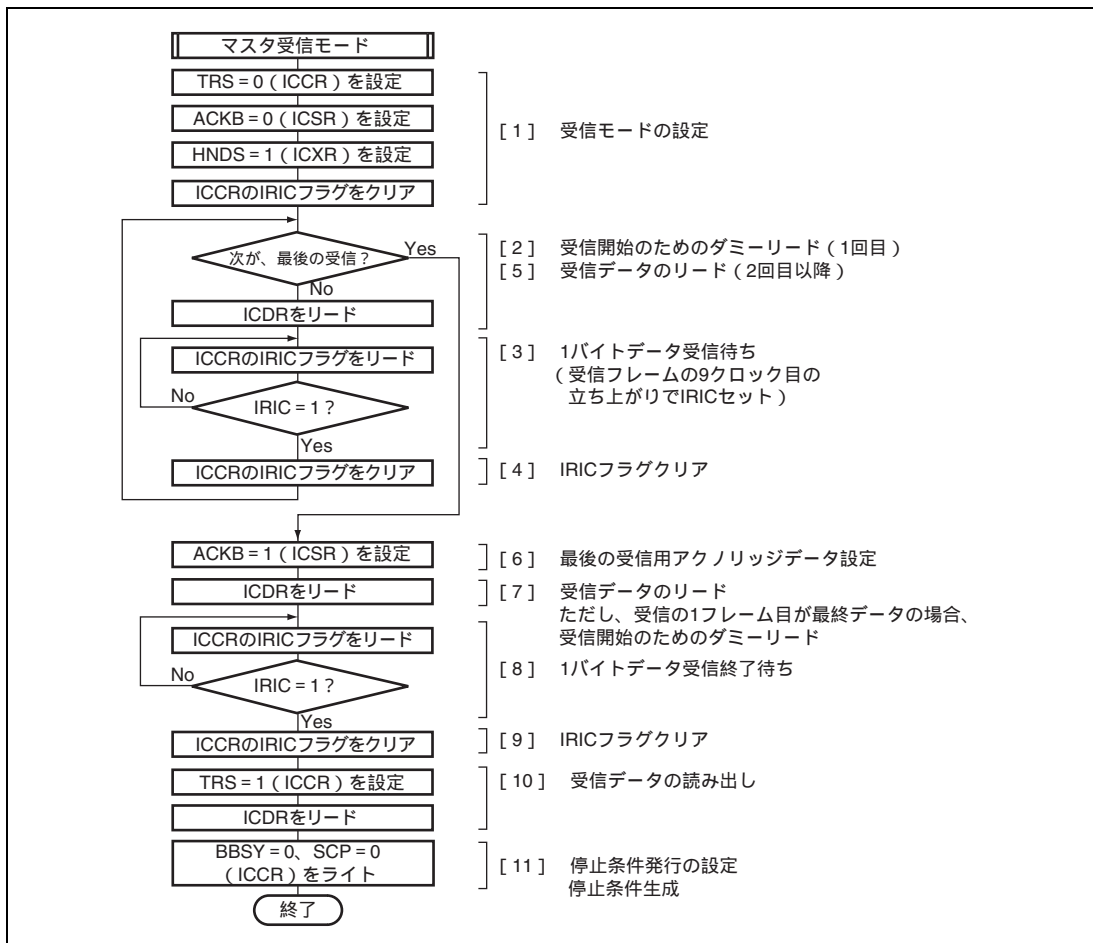 マスタ受信モード
TRS = 0 ( ICCR ) を設定
ACKB = 0 ( ICSR ) を設定
HNDS = 1 ( ICXR ) を設定
ICCRのIRICフラグをクリア
[ 1 ] 受信モードの設定
次が、最後の受信？
Yes
No
ICDRをリード
[ 2 ] 受信開始のためのダミーリード ( 1回目 )
[ 5 ] 受信データのリード ( 2回目以降 )
ICCRのIRICフラグをリード
No
IRIC = 1 ?
Yes
[ 3 ] 1バイトデータ受信待ち
( 受信フレームの9クロック目の
立ち上がりでIRICセット )
ICCRのIRICフラグをクリア
[ 4 ] IRICフラグクリア
ACKB = 1 ( ICSR ) を設定
[ 6 ] 最後の受信用アクノリッジデータ設定
ICDRをリード
[ 7 ] 受信データのリード
ただし、受信の1フレーム目が最終データの場合、
受信開始のためのダミーリード
ICCRのIRICフラグをリード
No
IRIC = 1 ?
Yes
[ 8 ] 1バイトデータ受信終了待ち
ICCRのIRICフラグをクリア
[ 9 ] IRICフラグクリア
TRS = 1 ( ICCR ) を設定
ICDRをリード
[ 10 ] 受信データの読み出し
BBSY = 0、SCP = 0
( ICCR ) をライト
[ 11 ] 停止条件発行の設定
停止条件生成
終了